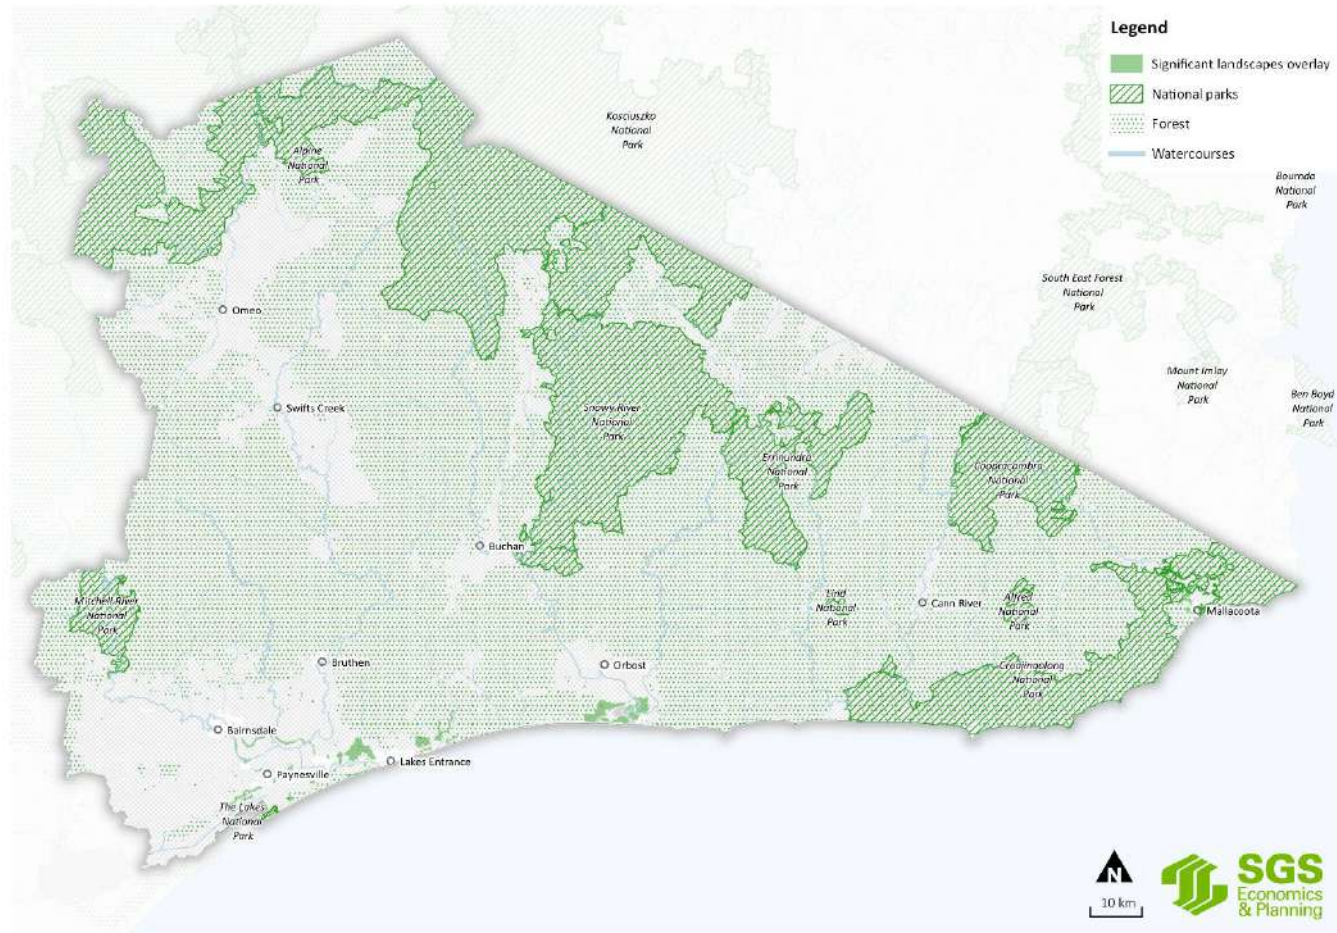 Legend
Significant landscapes overlay
National parks
Forest
Watercourses
Kosciuszko
National
Park
Bournda
National
Park
Alpine
National
Park
South East Forest
National
Park
Omeo
Mount Imlay
National
Park
Ben Boyd
National
Park
Swifts Creek
Snowy River
National
Park
Errinundra
National
Park
Coopracambra
National
Park
Buchan
Mitchell River
National
Park
Lind
National
Park
Cann River
Alfred
National
Park
Mallacoota
Bruthen
Orbost
Croajingolong
National
Park
Bairnsdale
Lakes Entrance
Paynesville
The Lakes
National
Park
N
10 km
SGS
Economics
& Planning